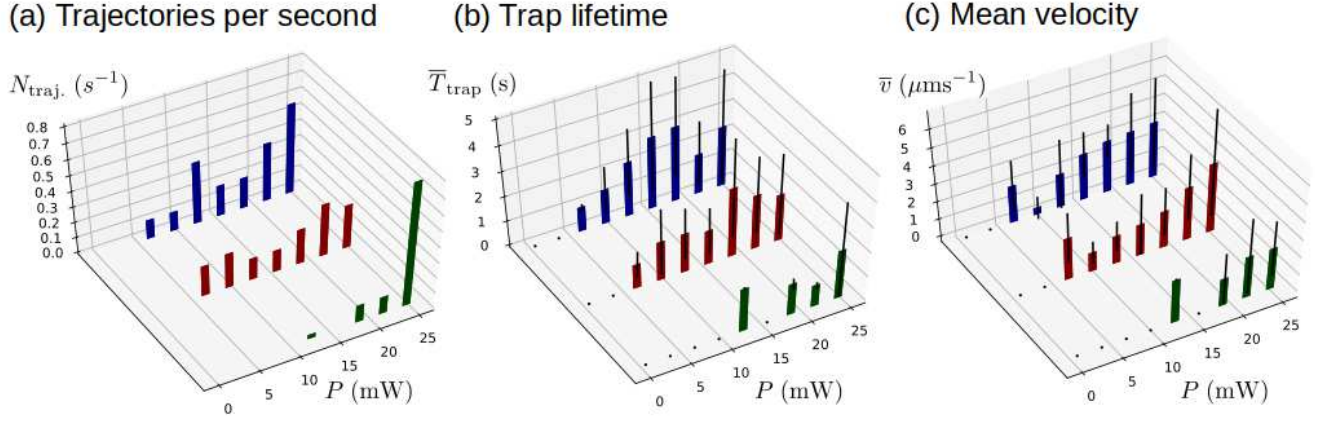 (a) Trajectories per second (b) Trap lifetime (c) Mean velocity
N_traj. (s⁻¹) T̅_trap (s) v̅ (μms⁻¹)
0.8
0.7
0.6
0.5
0.4
0.3
0.2
0.1
0.0
0 5 10 15 20 25
P (mW)
5
4
3
2
1
0
0 5 10 15 20 25
P (mW)
6
5
4
3
2
1
0
0 5 10 15 20 25
P (mW)